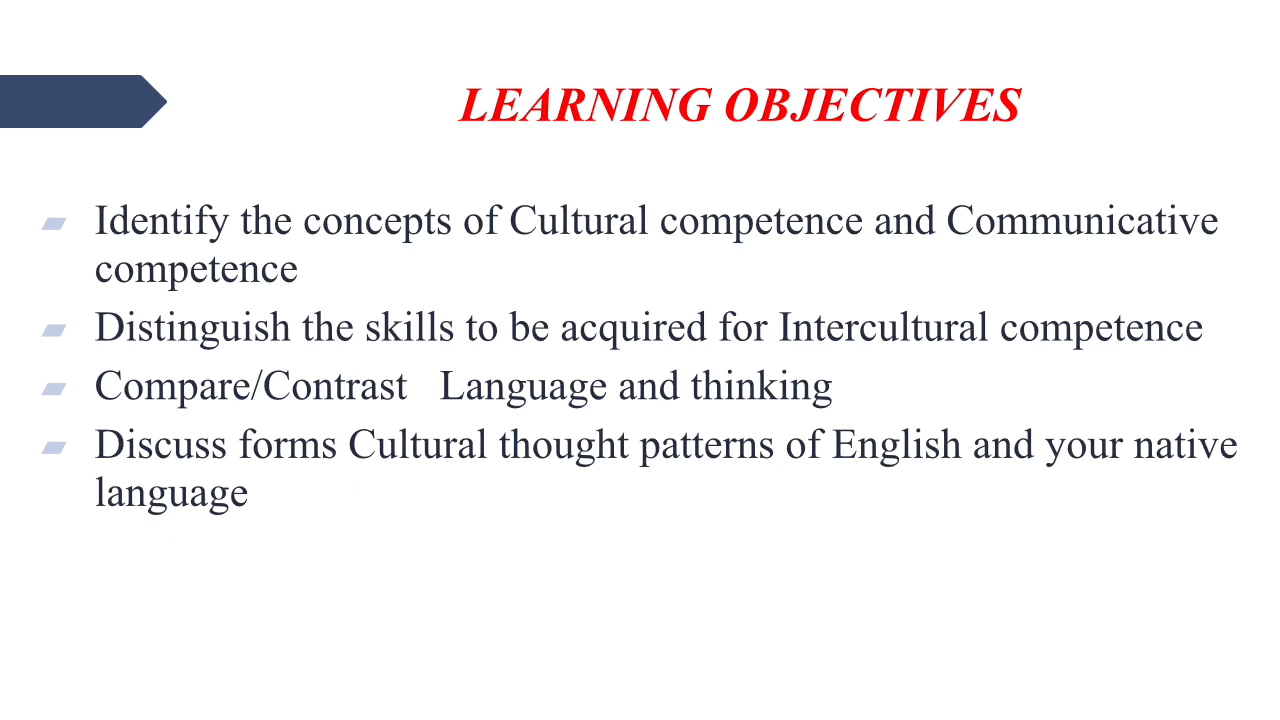 LEARNING OBJECTIVES
Identify the concepts of Cultural competence and Communicative
competence
Distinguish the skills to be acquired for Intercultural competence
Compare/Contrast   Language and thinking
Discuss forms Cultural thought patterns of English and your native
language